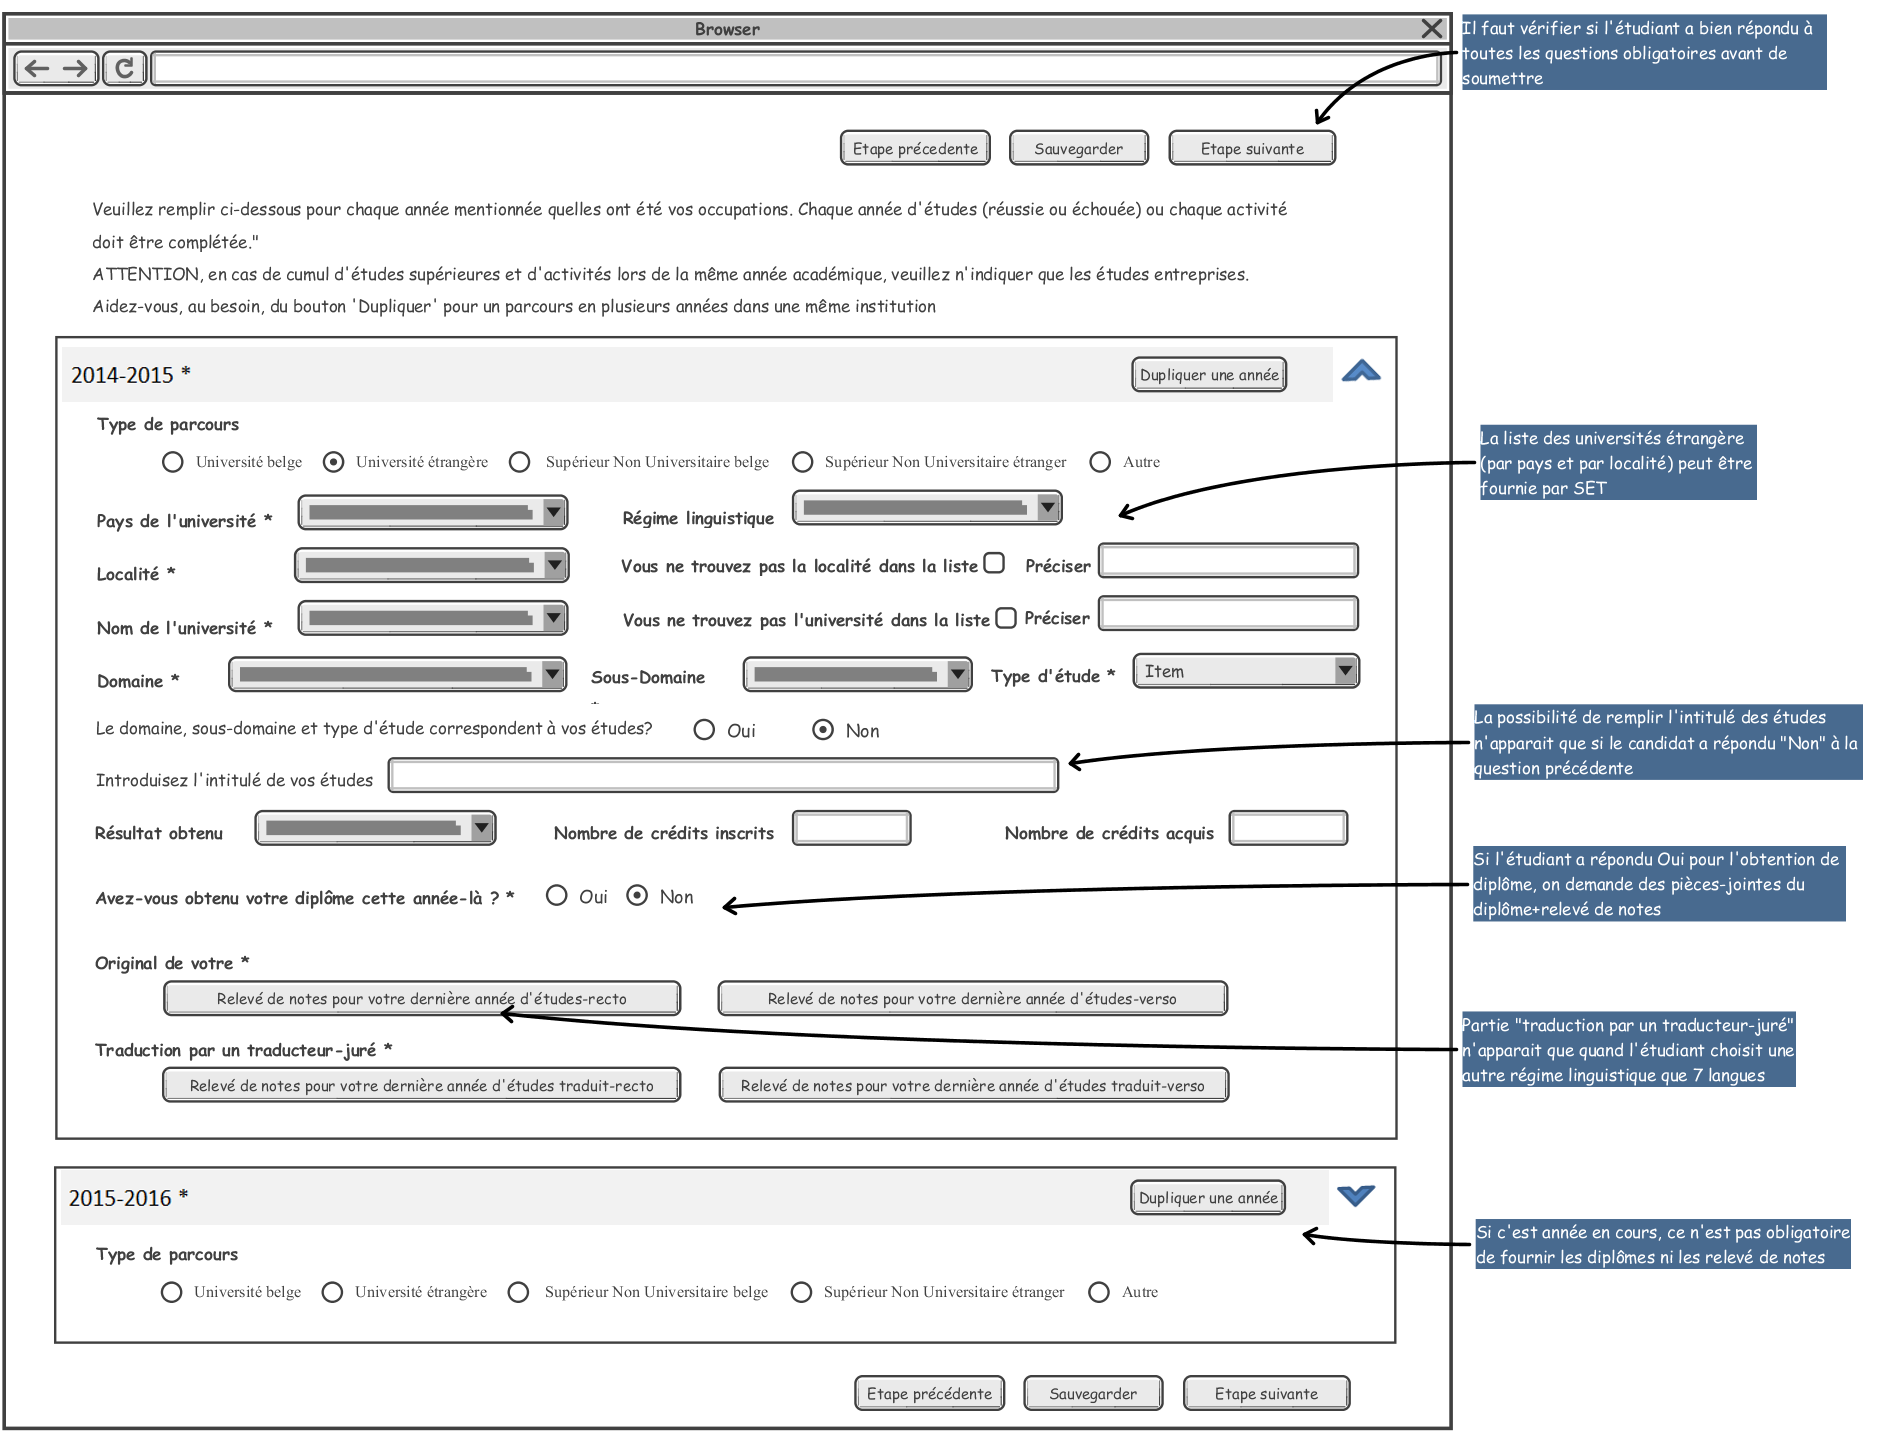 Browser
Il faut vérifier si l'étudiant a bien répondu à
toutes les questions obligatoires avant de
soumettre
Etape précedente
Sauvegarder
Etape suivante
Veuillez remplir ci-dessous pour chaque année mentionnée quelles ont été vos occupations. Chaque année d'études (réussie ou échouée) ou chaque activité
doit être complétée."
ATTENTION, en cas de cumul d'études supérieures et d'activités lors de la même année académique, veuillez n'indiquer que les études entreprises.
Aidez-vous, au besoin, du bouton 'Dupliquer' pour un parcours en plusieurs années dans une même institution
2014-2015 *
Dupliquer une année
Type de parcours
Université belge
Université étrangère
Supérieur Non Universitaire belge
Supérieur Non Universitaire étranger
Autre
La liste des universités étrangère
(par pays et par localité) peut être
fournie par SET
Pays de l'université *
Régime linguistique
Localité *
Vous ne trouvez pas la localité dans la liste
Préciser
Nom de l'université *
Vous ne trouvez pas l'université dans la liste
Préciser
Domaine *
Sous-Domaine
*
Type d'étude *
Item
Le domaine, sous-domaine et type d'étude correspondent à vos études?
Oui
Non
La possibilité de remplir l'intitulé des études
n'apparait que si le candidat a répondu "Non" à la
question précédente
Introduisez l'intitulé de vos études
Résultat obtenu
Nombre de crédits inscrits
Nombre de crédits acquis
Si l'étudiant a répondu Oui pour l'obtention de
diplôme, on demande des pièces-jointes du
diplôme+relevé de notes
Avez-vous obtenu votre diplôme cette année-là ? *
Oui
Non
Original de votre *
Relevé de notes pour votre dernière année d'études-recto
Relevé de notes pour votre dernière année d'études-verso
Partie "traduction par un traducteur-juré"
n'apparait que quand l'étudiant choisit une
autre régime linguistique que 7 langues
Traduction par un traducteur-juré *
Relevé de notes pour votre dernière année d'études traduit-recto
Relevé de notes pour votre dernière année d'études traduit-verso
2015-2016 *
Dupliquer une année
Si c'est année en cours, ce n'est pas obligatoire
de fournir les diplômes ni les relevé de notes
Type de parcours
Université belge
Université étrangère
Supérieur Non Universitaire belge
Supérieur Non Universitaire étranger
Autre
Etape précédente
Sauvegarder
Etape suivante